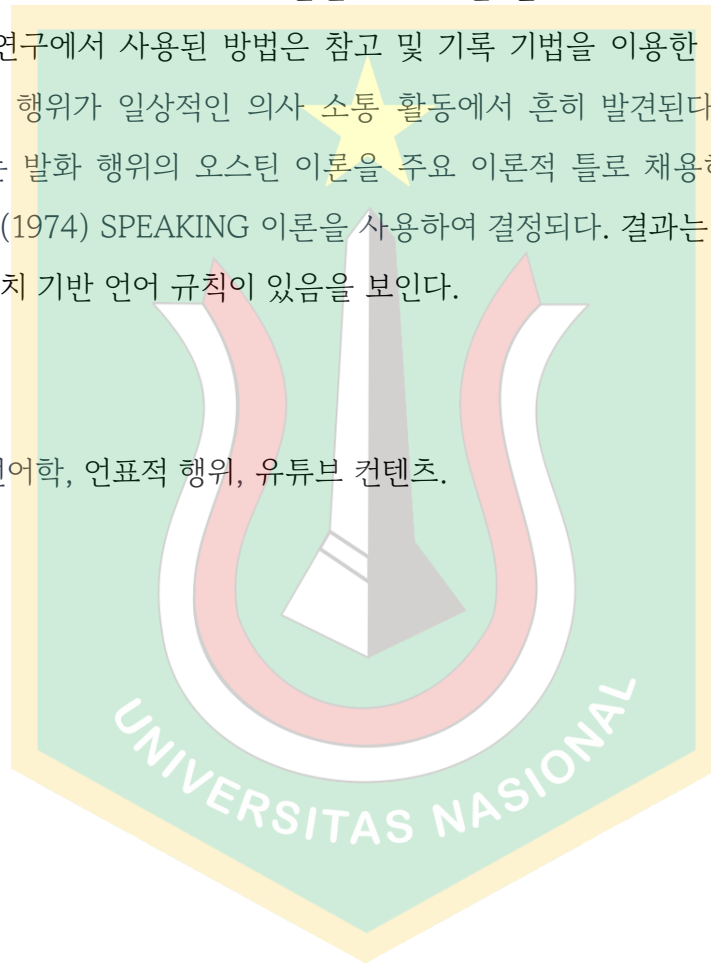 연구에서 사용된 방법은 참고 및 기록 기법을 이용한
행위가 일상적인 의사 소통 활동에서 흔히 발견된다
발화 행위의 오스틴 이론을 주요 이론적 틀로 채용하
(1974) SPEAKING 이론을 사용하여 결정되다. 결과는
치 기반 언어 규칙이 있음을 보인다.
언어학, 언표적 행위, 유튜브 컨텐츠.
UNIVERSITAS NASIONAL